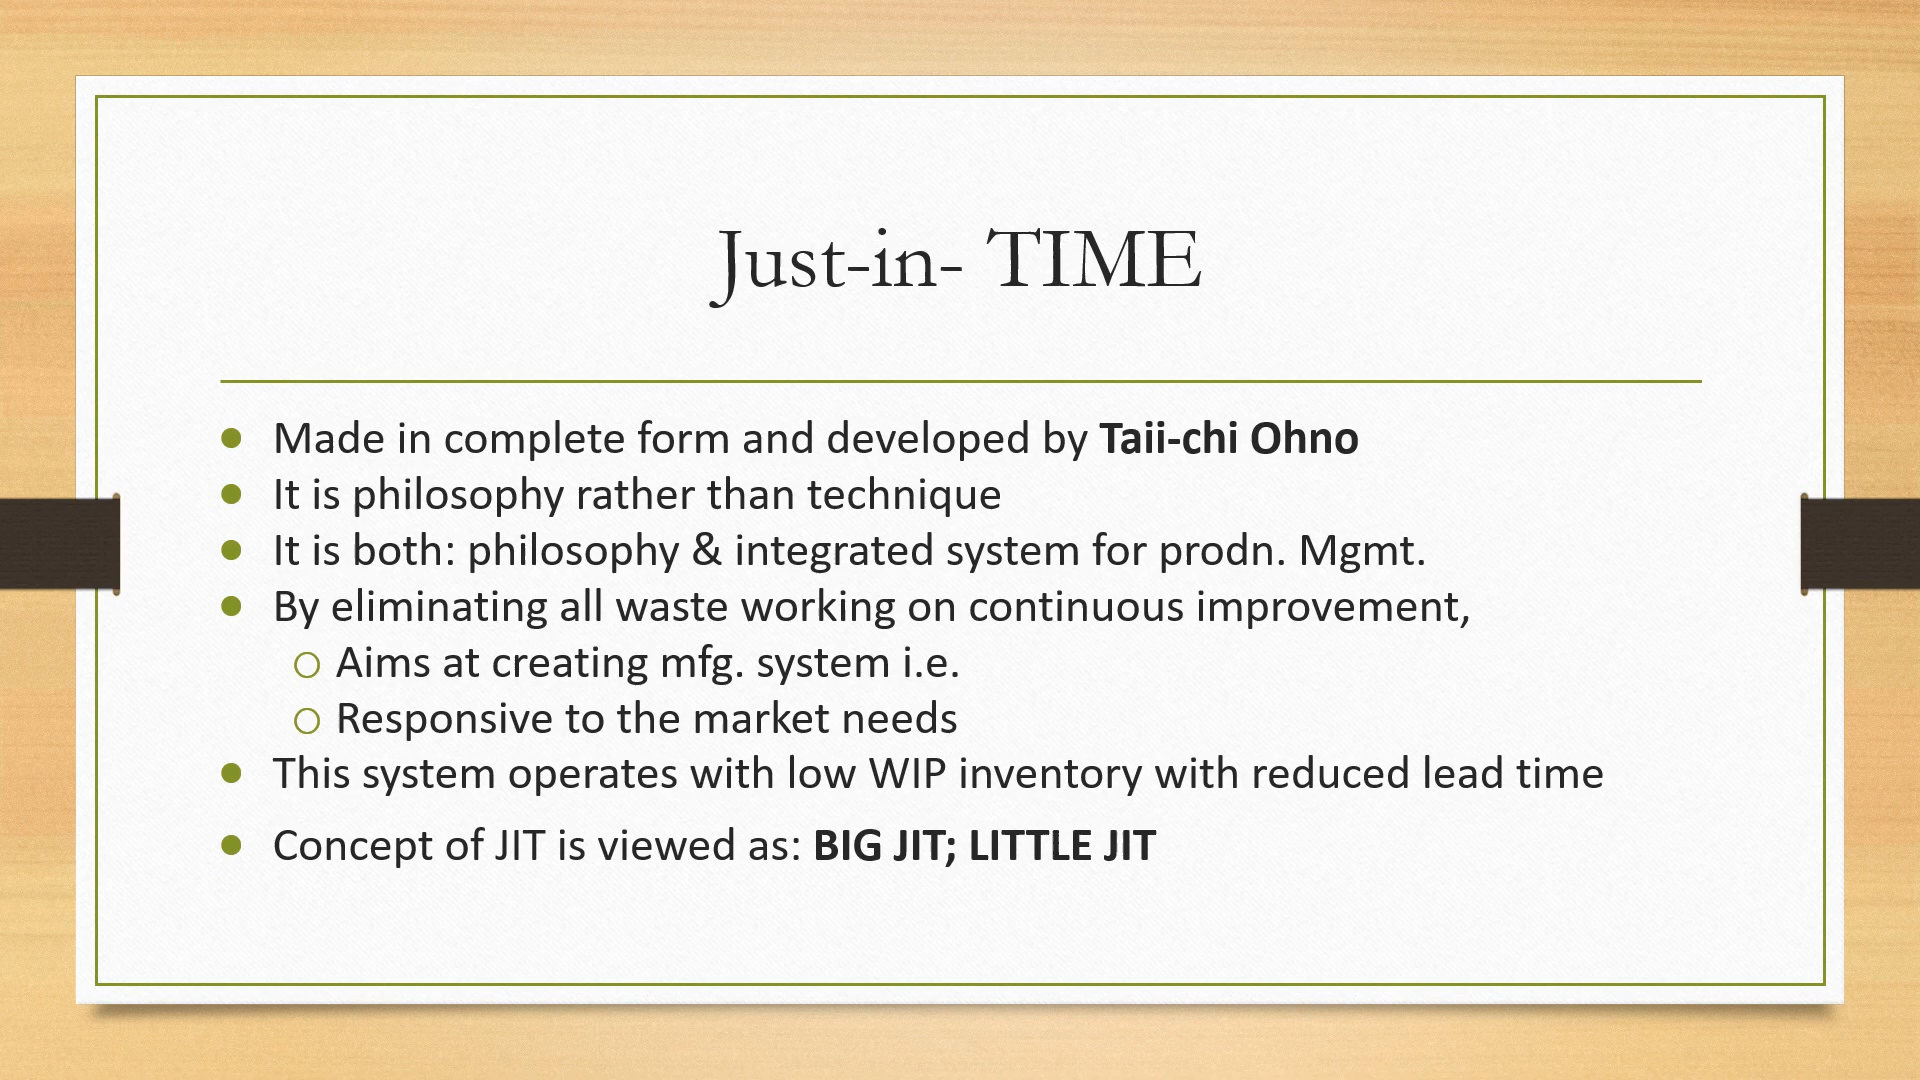 Just-in- TIME
Made in complete form and developed by Taii-chi Ohno
It is philosophy rather than technique
It is both: philosophy & integrated system for prodn. Mgmt.
By eliminating all waste working on continuous improvement,
Aims at creating mfg. system i.e.
Responsive to the market needs
This system operates with low WIP inventory with reduced lead time
Concept of JIT is viewed as: BIG JIT; LITTLE JIT